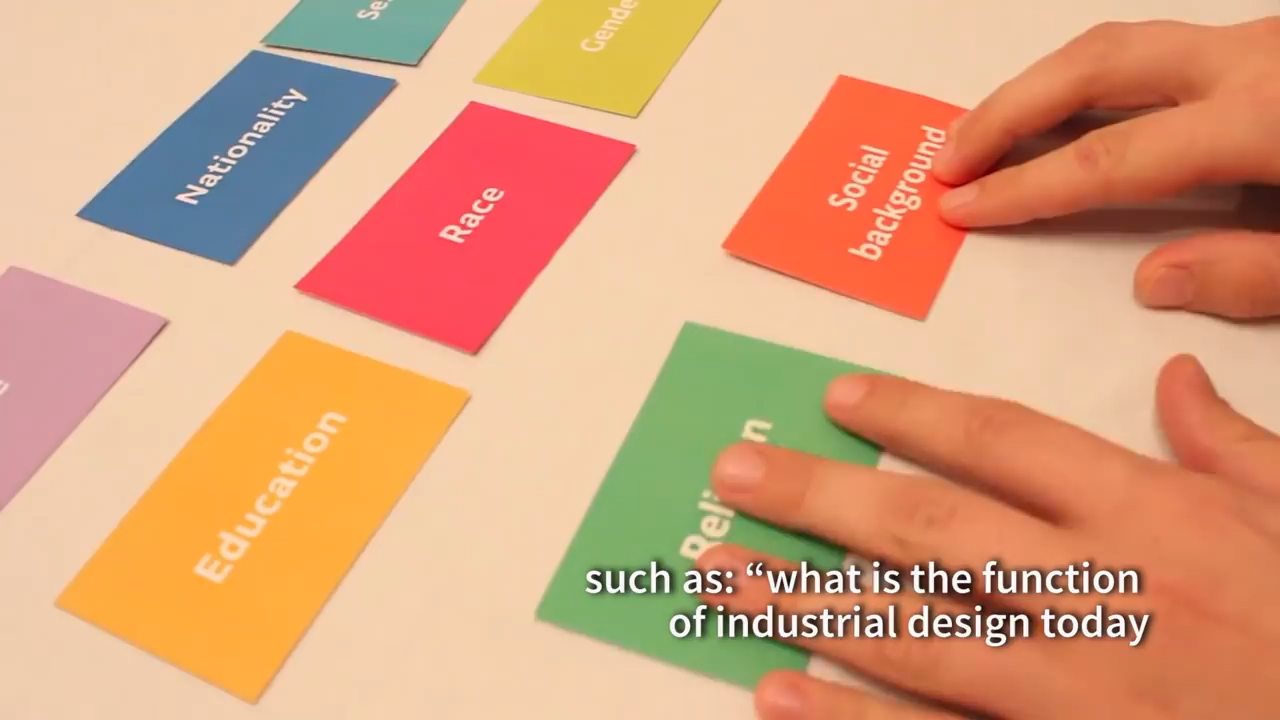 Nationality
Race
Social
background
Education
such as: “what is the function
of industrial design today